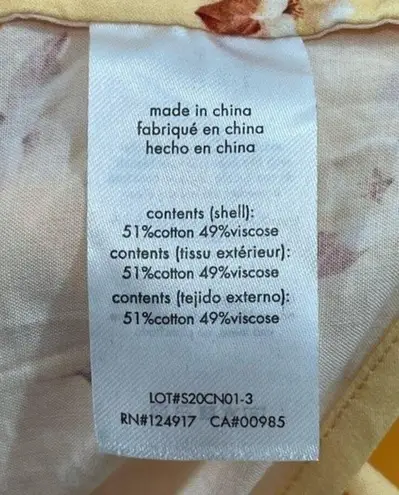 made in china
fabriqué en china
hecho en china
contents (shell):
51%cotton 49%viscose
contents (tissu extérieur):
51%cotton 49%viscose
contents (tejido externo):
51%cotton 49%viscose
LOT#S20CN01-3
RN#124917 CA#00985